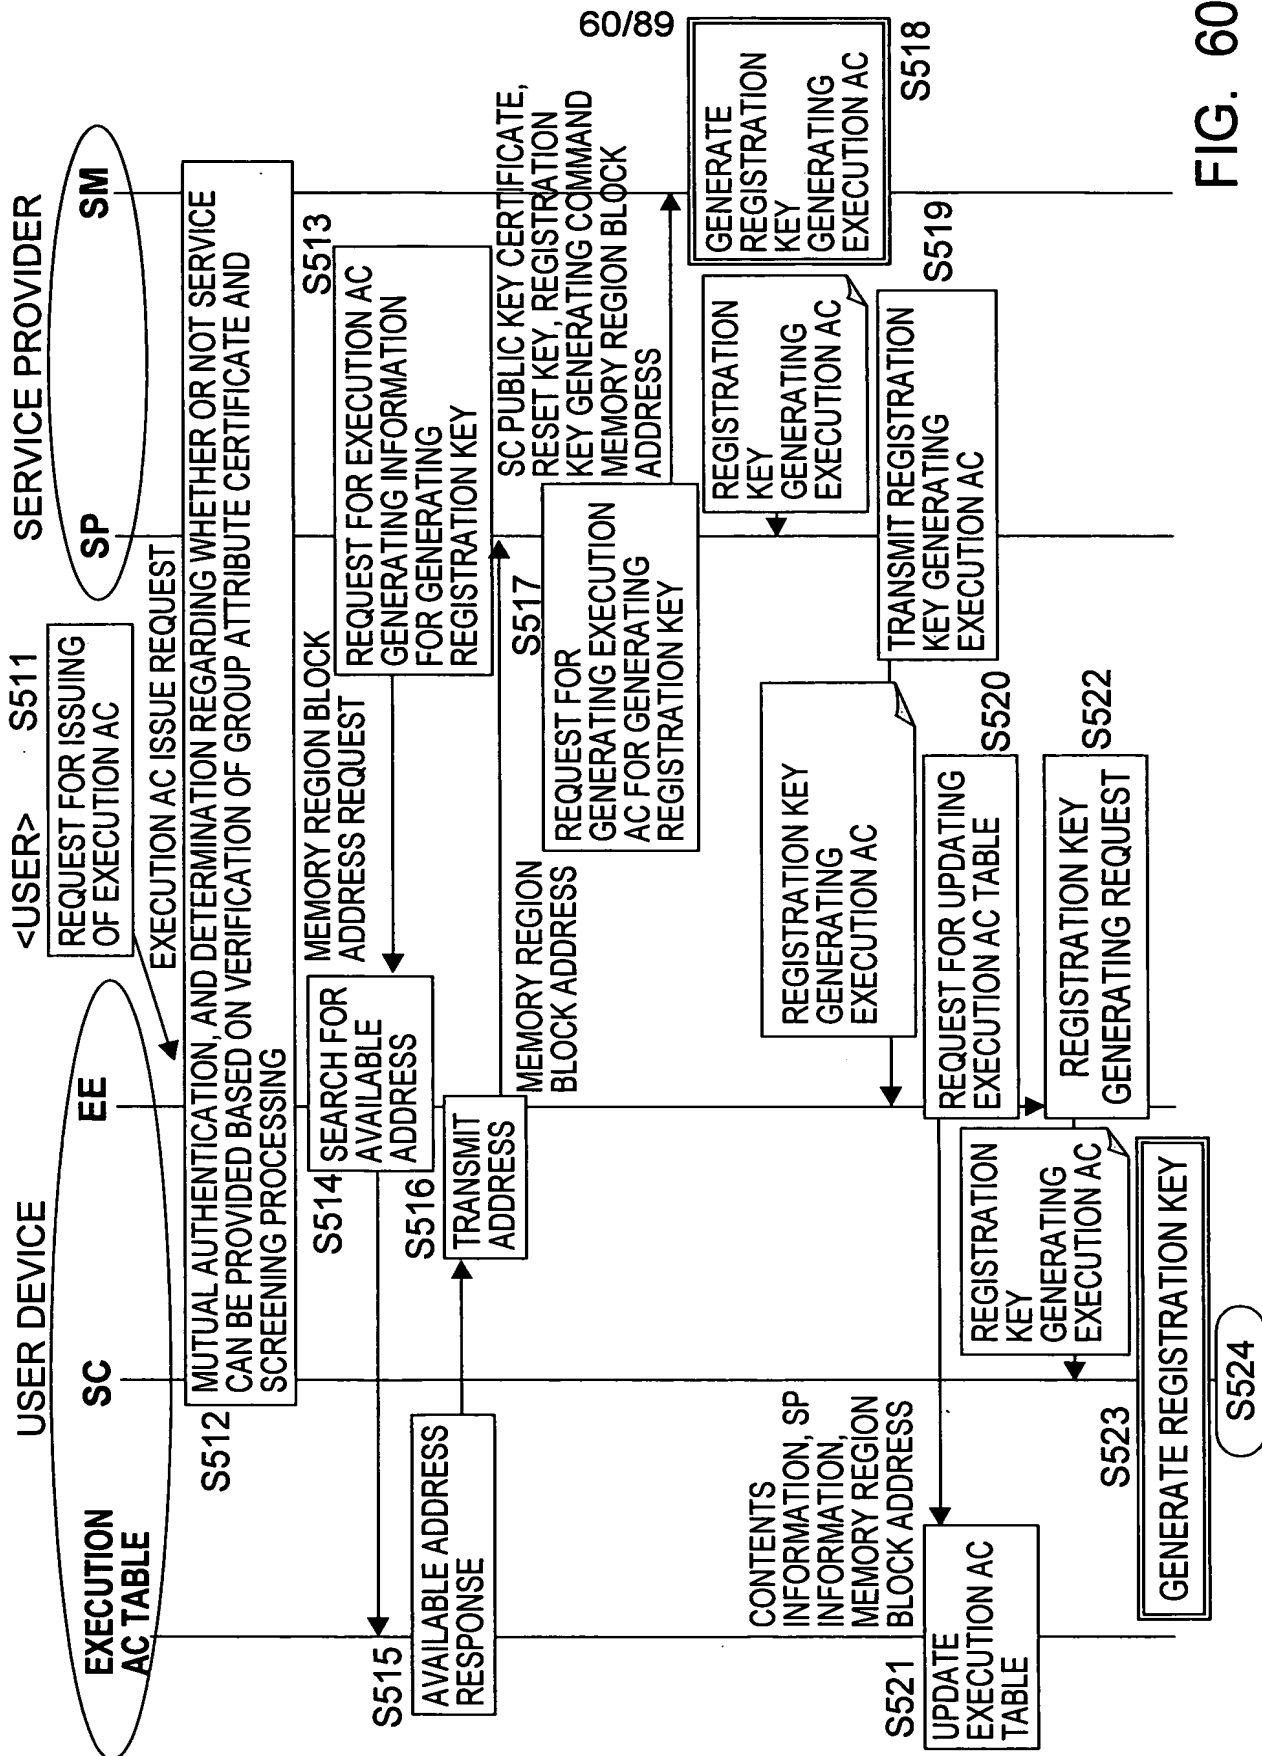 60/89
USER DEVICE
EXECUTION
AC TABLE
SC
EE
<USER>
S511
REQUEST FOR ISSUING
OF EXECUTION AC
EXECUTION AC ISSUE REQUEST
SERVICE PROVIDER
SP
SM
S512
MUTUAL AUTHENTICATION, AND DETERMINATION REGARDING WHETHER OR NOT SERVICE
CAN BE PROVIDED BASED ON VERIFICATION OF GROUP ATTRIBUTE CERTIFICATE AND
SCREENING PROCESSING
S513
REQUEST FOR EXECUTION AC
GENERATING INFORMATION
FOR GENERATING
REGISTRATION KEY
MEMORY REGION BLOCK
ADDRESS REQUEST
S514
SEARCH FOR
AVAILABLE
ADDRESS
S515
AVAILABLE ADDRESS
RESPONSE
S516
TRANSMIT
ADDRESS
MEMORY REGION
BLOCK ADDRESS
S517
REQUEST FOR
GENERATING EXECUTION
AC FOR GENERATING
REGISTRATION KEY
SC PUBLIC KEY CERTIFICATE,
RESET KEY, REGISTRATION
KEY GENERATING COMMAND
MEMORY REGION BLOCK
ADDRESS
GENERATE
REGISTRATION
KEY
GENERATING
EXECUTION AC
S518
REGISTRATION
KEY
GENERATING
EXECUTION AC
S519
TRANSMIT REGISTRATION
KEY GENERATING
EXECUTION AC
REGISTRATION KEY
GENERATING
EXECUTION AC
S520
REQUEST FOR UPDATING
EXECUTION AC TABLE
CONTENTS
INFORMATION, SP
INFORMATION,
MEMORY REGION
BLOCK ADDRESS
S521
UPDATE
EXECUTION AC
TABLE
S522
REGISTRATION KEY
GENERATING REQUEST
REGISTRATION
KEY
GENERATING
EXECUTION AC
S523
GENERATE REGISTRATION KEY
S524
FIG. 60